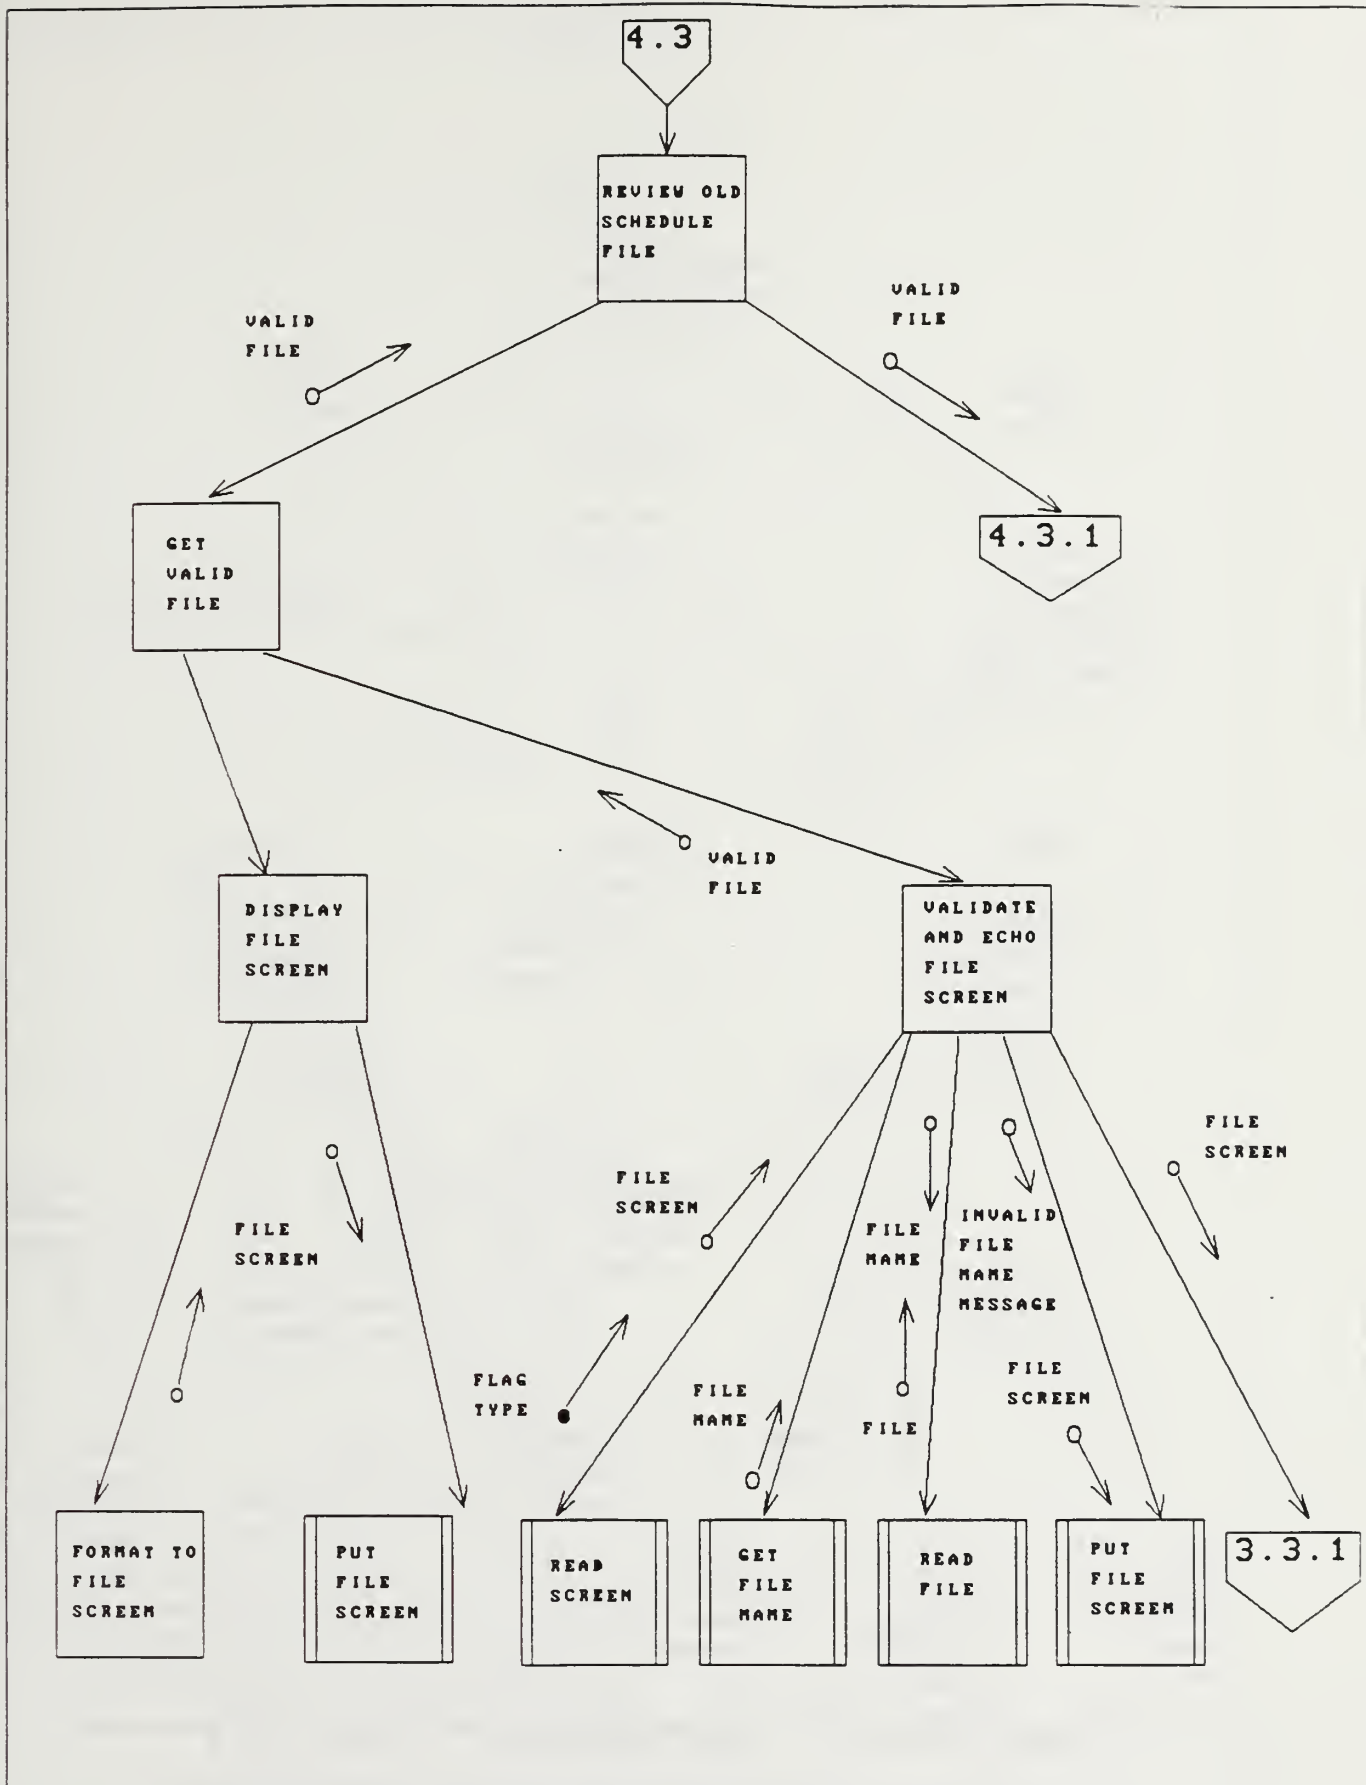 4.3
REVIEW OLD
SCHEDULE
FILE
VALID
FILE
VALID
FILE
GET
VALID
FILE
4.3.1
VALID
FILE
DISPLAY
FILE
SCREEN
VALIDATE
AND ECHO
FILE
SCREEN
FILE
SCREEN
FILE
SCREEN
FILE
SCREEN
FILE
NAME
INVALID
FILE
NAME
MESSAGE
FLAG
TYPE
FILE
NAME
FILE
FILE
SCREEN
FORMAT TO
FILE
SCREEN
PUT
FILE
SCREEN
READ
SCREEN
GET
FILE
NAME
READ
FILE
PUT
FILE
SCREEN
3.3.1